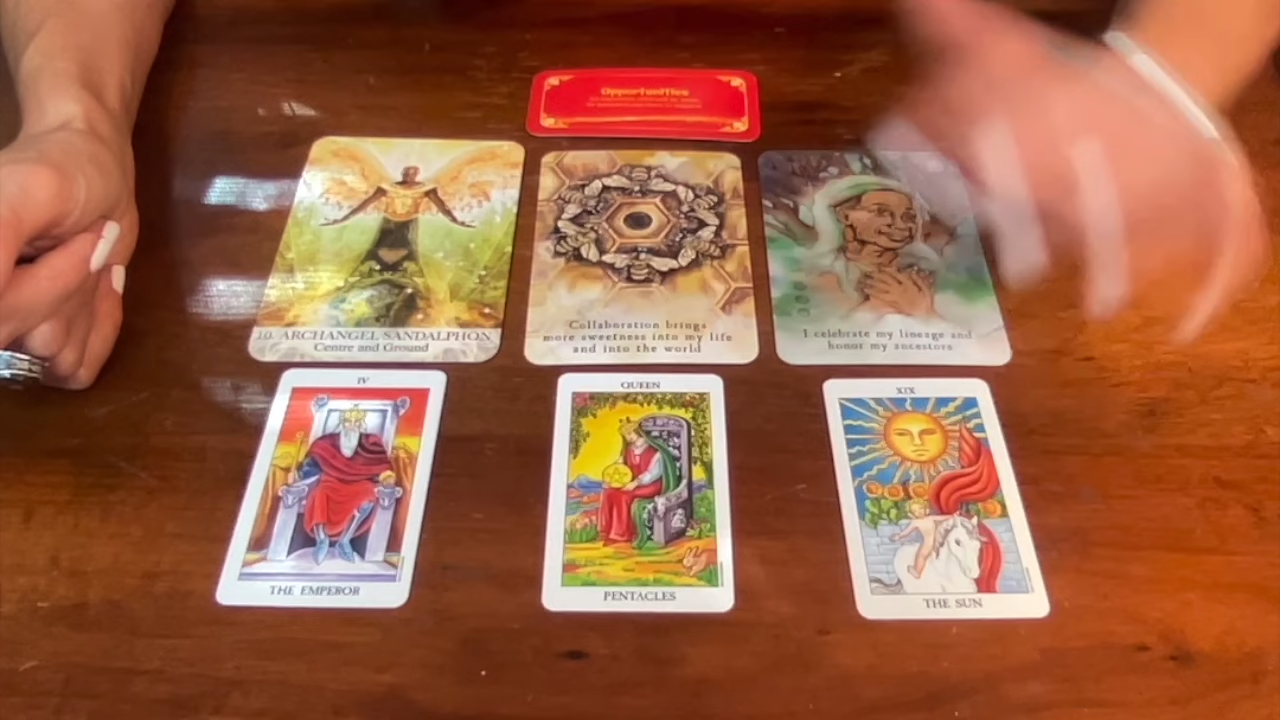 Opportunities
10. ARCHANGEL SANDALPHON
Centre and Ground
Collaboration brings
more sweetness into my life
and into the world
I celebrate my lineage and
honor my ancestors
IV
THE EMPEROR
QUEEN
PENTACLES
XIX
THE SUN